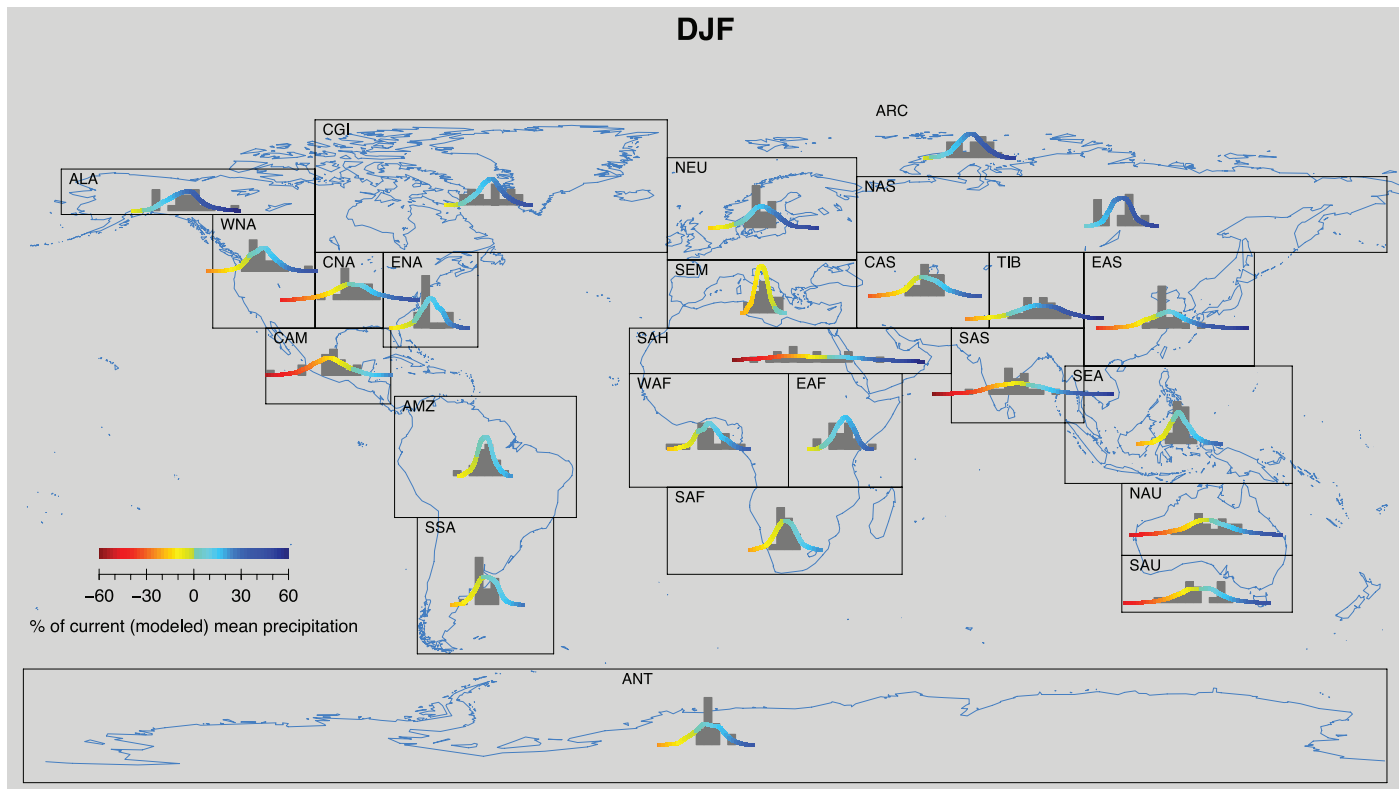 DJF
ARC
CGI
NEU
ALA
NAS
WNA
CNA
ENA
SEM
CAS
TIB
EAS
CAM
SAH
SAS
WAF
EAF
SEA
AMZ
NAU
SAF
SSA
SAU
−60 −30 0 30 60
% of current (modeled) mean precipitation
ANT